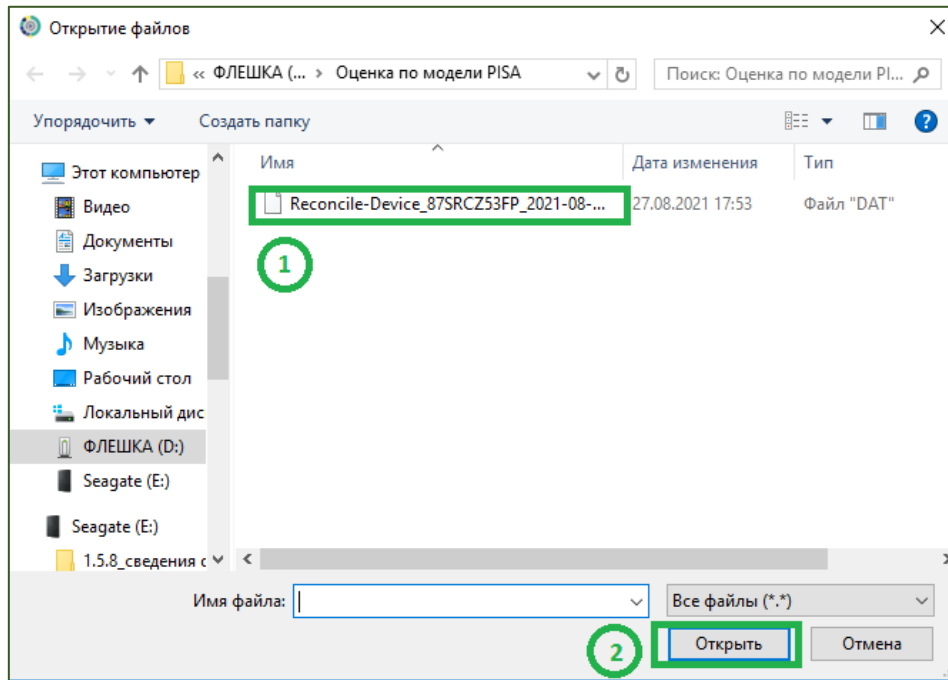 Открытие файлов
« ФЛЕШКА (... › Оценка по модели PISA
Поиск: Оценка по модели PI...
Упорядочить
Создать папку
Имя
Дата изменения
Тип
Этот компьютер
Видео
Документы
Загрузки
Изображения
Музыка
Рабочий стол
Локальный дис
ФЛЕШКА (D:)
Seagate (E:)
Seagate (E:)
1.5.8_сведения с
Reconcile-Device_87SRCZ53FP_2021-08-...
27.08.2021 17:53
Файл "DAT"
1
Имя файла:
Все файлы (*.*)
2
Открыть
Отмена